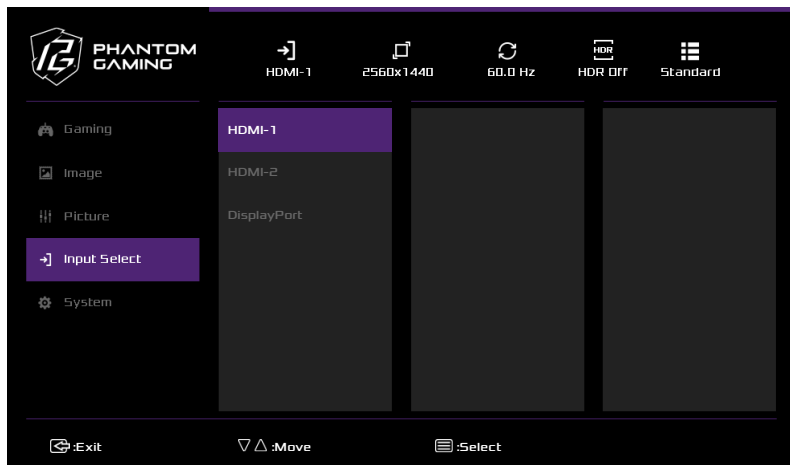 PHANTOM GAMING
HDMI-1
2560x1440
60.0 Hz
HDR
HDR Off
Standard
Gaming
Image
Picture
Input Select
System
HDMI-1
HDMI-2
DisplayPort
:Exit
:Move
:Select